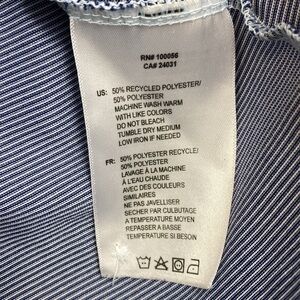 RN# 100056
CA# 24031
US: 50% RECYCLED POLYESTER/
50% POLYESTER
MACHINE WASH WARM
WITH LIKE COLORS
DO NOT BLEACH
TUMBLE DRY MEDIUM
LOW IRON IF NEEDED
FR: 50% POLYESTER RECYCLE/
50% POLYESTER
LAVAGE À LA MACHINE
À L'EAU CHAUDE
AVEC DES COULEURS
SIMILAIRES
NE PAS JAVELLISER
SECHER PAR CULBUTAGE
A TEMPERATURE MOYEN
REPASSER A BASSE
TEMPERATURE SI BESOIN